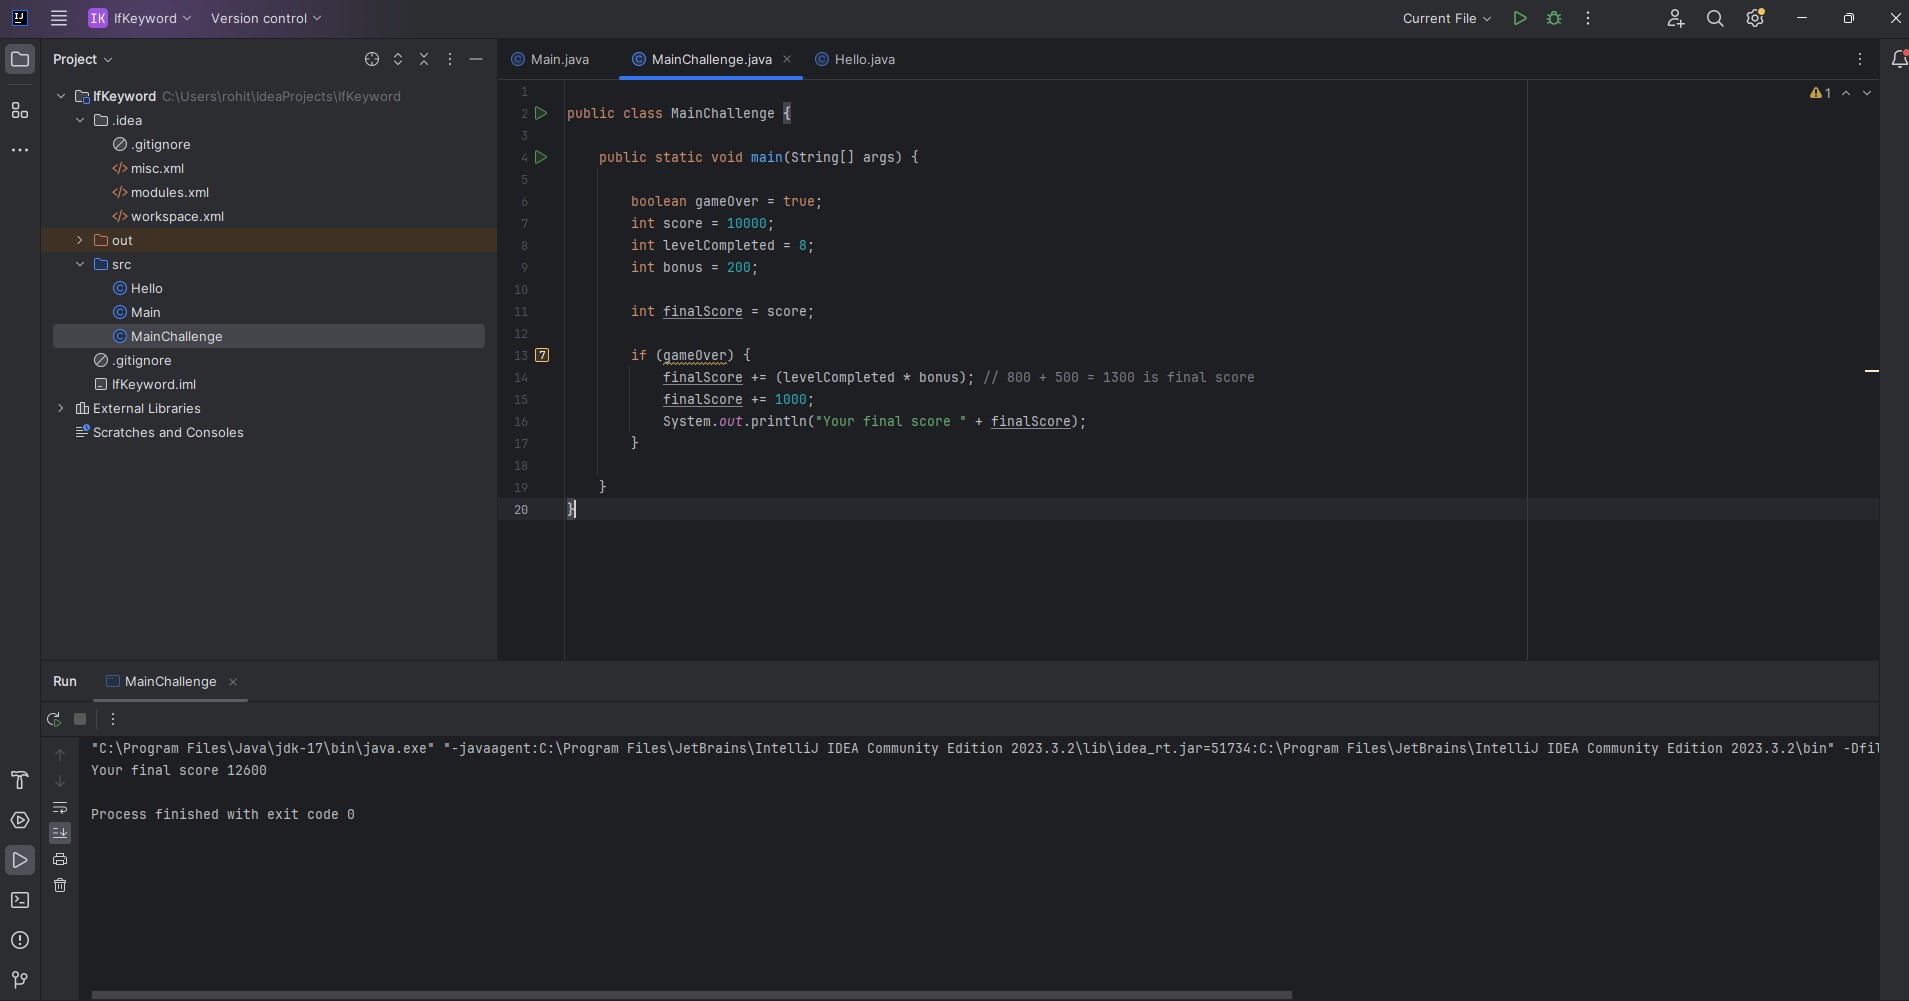 IJ IK IfKeyword Version control Current File
Project
IfKeyword C:\Users\rohit\IdeaProjects\IfKeyword
.idea
.gitignore
misc.xml
modules.xml
workspace.xml
out
src
Hello
Main
MainChallenge
.gitignore
IfKeyword.iml
External Libraries
Scratches and Consoles
Main.java MainChallenge.java Hello.java
1
1
2 public class MainChallenge {
3
4     public static void main(String[] args) {
5
6         boolean gameOver = true;
7         int score = 10000;
8         int levelCompleted = 8;
9         int bonus = 200;
10
11         int finalScore = score;
12
13 7         if (gameOver) {
14             finalScore += (levelCompleted * bonus); // 800 + 500 = 1300 is final score
15             finalScore += 1000;
16             System.out.println("Your final score " + finalScore);
17         }
18
19     }
20 }
Run MainChallenge
"C:\Program Files\Java\jdk-17\bin\java.exe" "-javaagent:C:\Program Files\JetBrains\IntelliJ IDEA Community Edition 2023.3.2\lib\idea_rt.jar=51734:C:\Program Files\JetBrains\IntelliJ IDEA Community Edition 2023.3.2\bin" -Dfil
Your final score 12600
Process finished with exit code 0